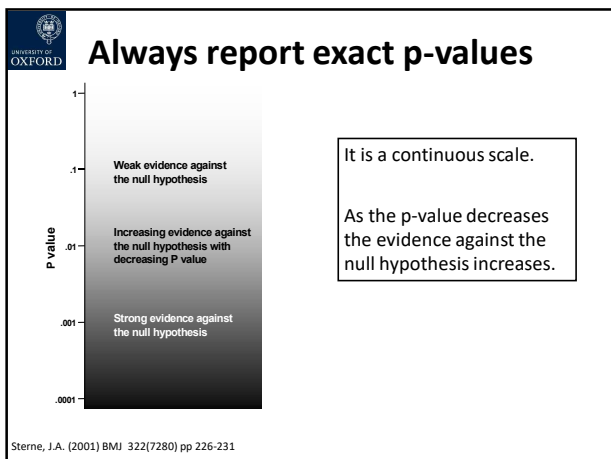 UNIVERSITY OF
OXFORD
Always report exact p-values
P value
1
.1
.01
.001
.0001
Weak evidence against
the null hypothesis
Increasing evidence against
the null hypothesis with
decreasing P value
Strong evidence against
the null hypothesis
It is a continuous scale.
As the p-value decreases
the evidence against the
null hypothesis increases.
Sterne, J.A. (2001) BMJ 322(7280) pp 226-231